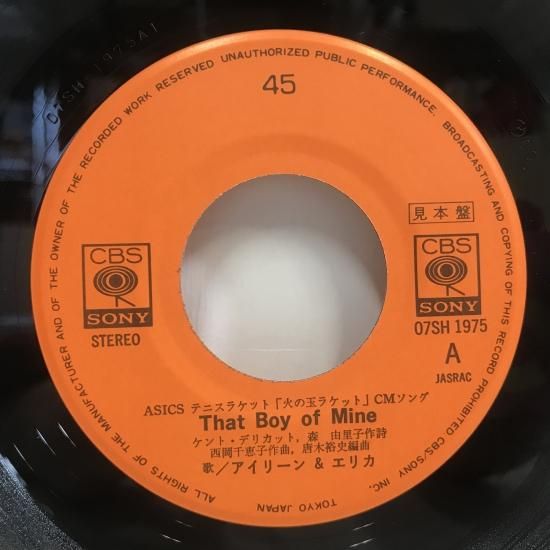 ALL RIGHTS OF THE MANUFACTURER AND OF THE OWNER OF THE RECORDED WORK RESERVED UNAUTHORIZED PUBLIC PERFORMANCE, BROADCASTING AND COPYING OF THIS RECORD PROHIBITED
45
07SH 1975A1
見本盤
CBS
SONY
STEREO
CBS
SONY
07SH 1975
A
JASRAC
ASICS テニスラケット「火の玉ラケット」CMソング
That Boy of Mine
ケント・デリカット, 森 由里子作詩
西岡千恵子作曲, 唐木裕史編曲
歌/アイリーン & エリカ
CBS/SONY INC. TOKYO JAPAN